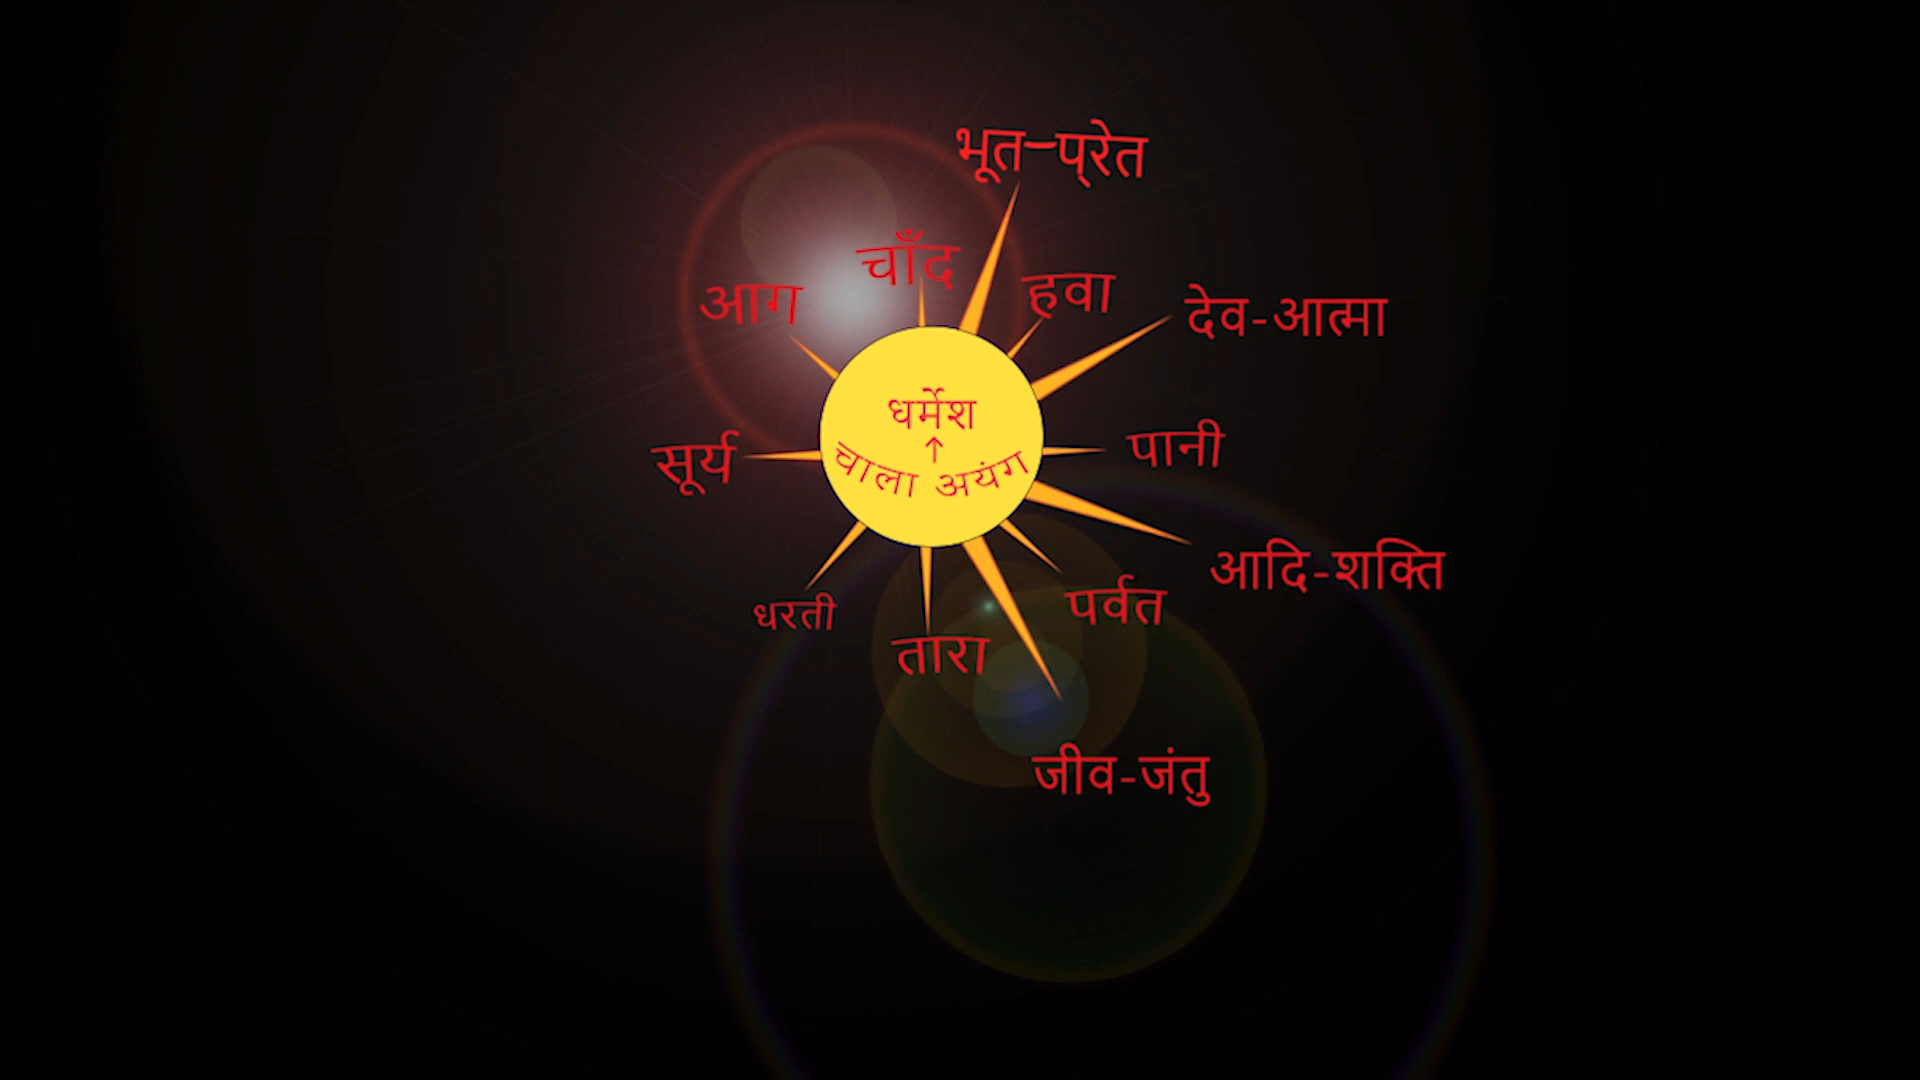 भूत-प्रेत
चाँद
आग
हवा
देव-आत्मा
धर्मेश
↑
चाला अयंग
सूर्य
पानी
आदि-शक्ति
धरती
तारा
पर्वत
जीव-जंतु